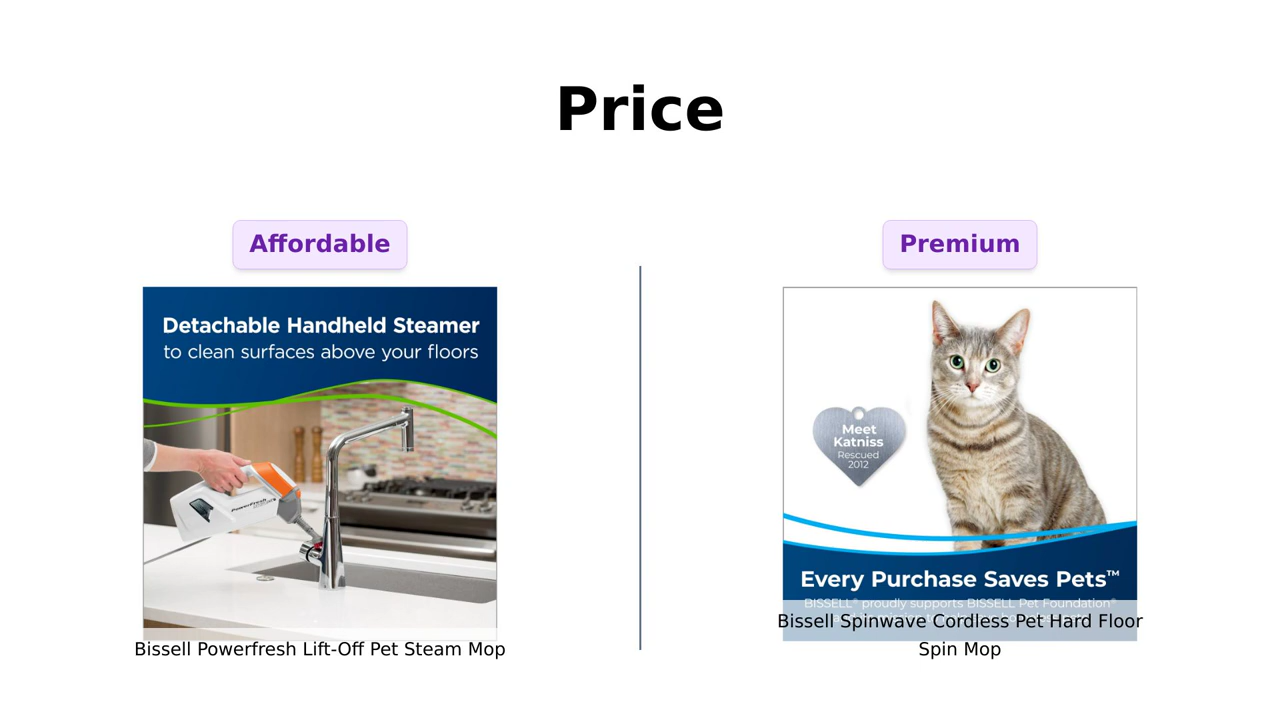 Price
Affordable
Detachable Handheld Steamer
to clean surfaces above your floors
PowerFresh
Bissell Powerfresh Lift-Off Pet Steam Mop
Premium
Meet
Katniss
Rescued
2012
Every Purchase Saves Pets™
BISSELL® proudly supports BISSELL Pet Foundation®
Bissell Spinwave Cordless Pet Hard Floor
Spin Mop